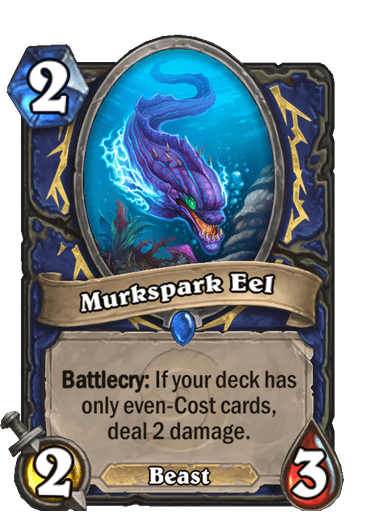 2
Murkspark Eel
Battlecry: If your deck has
only even-Cost cards,
deal 2 damage.
2
Beast
3